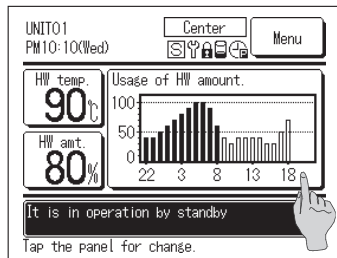 UNIT01
PM10:10(Wed)
Center
S
Menu
HW temp.
90℃
HW amt.
80%
Usage of HW amount.
100
50
0
22 3 8 13 18
It is in operation by standby
Tap the panel for change.